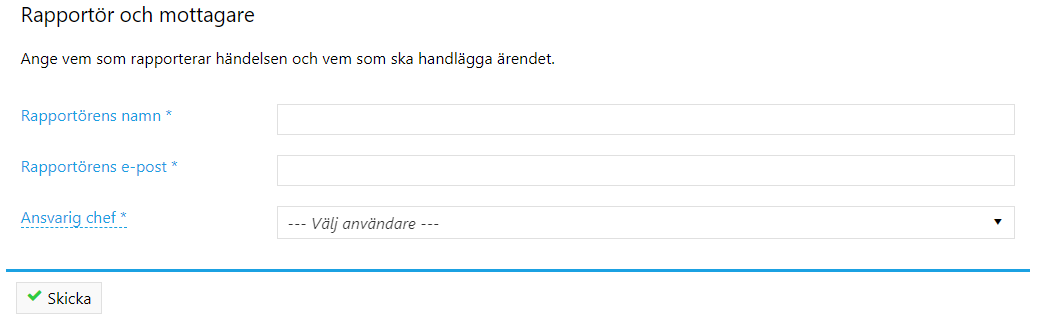 Rapportör och mottagare
Ange vem som rapporterar händelsen och vem som ska handlägga ärendet.
Rapportörens namn *
Rapportörens e-post *
Ansvarig chef *
--- Välj användare ---
Skicka